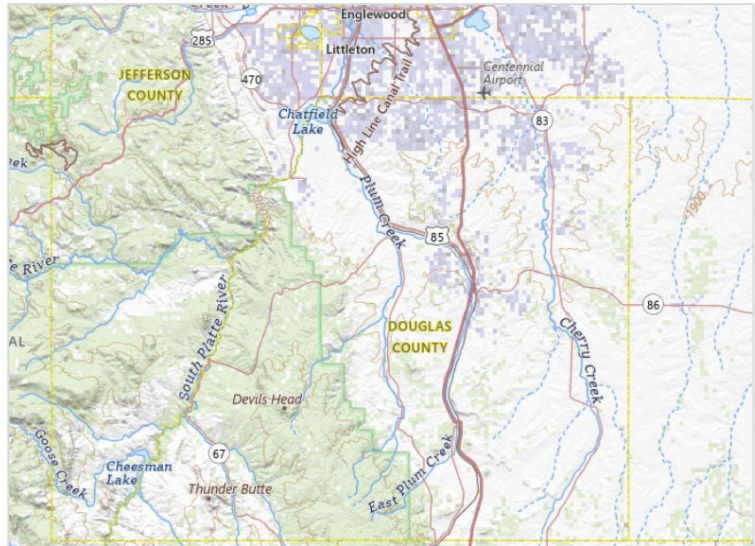 Englewood
285
Littleton
JEFFERSON
COUNTY
470
Centennial
Airport
Chatfield
Lake
High Line Canal Trail
83
1900
1900
Plum Creek
85
River
SOUTH PLATTE RIVER
86
DOUGLAS
COUNTY
Cherry Creek
Devils Head
Goose Creek
Cheesman
Lake
67
Thunder Butte
East Plum Creek